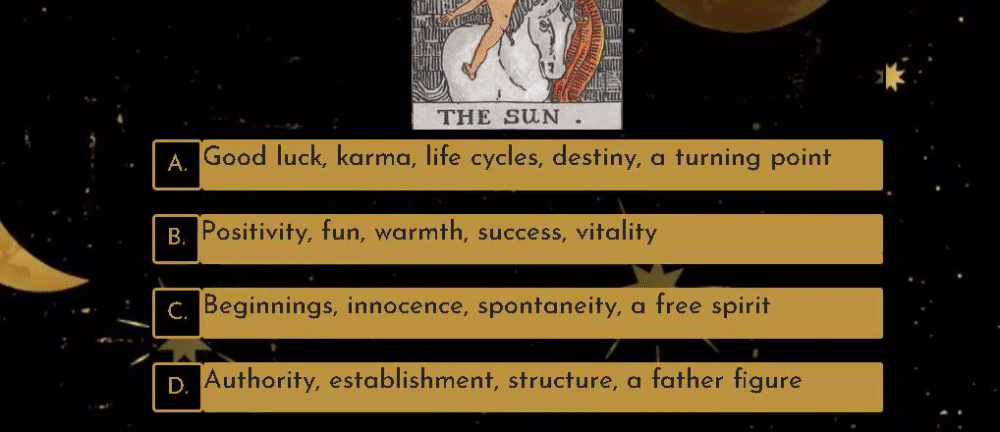 THE SUN .
A. Good luck, karma, life cycles, destiny, a turning point
B. Positivity, fun, warmth, success, vitality
C. Beginnings, innocence, spontaneity, a free spirit
D. Authority, establishment, structure, a father figure